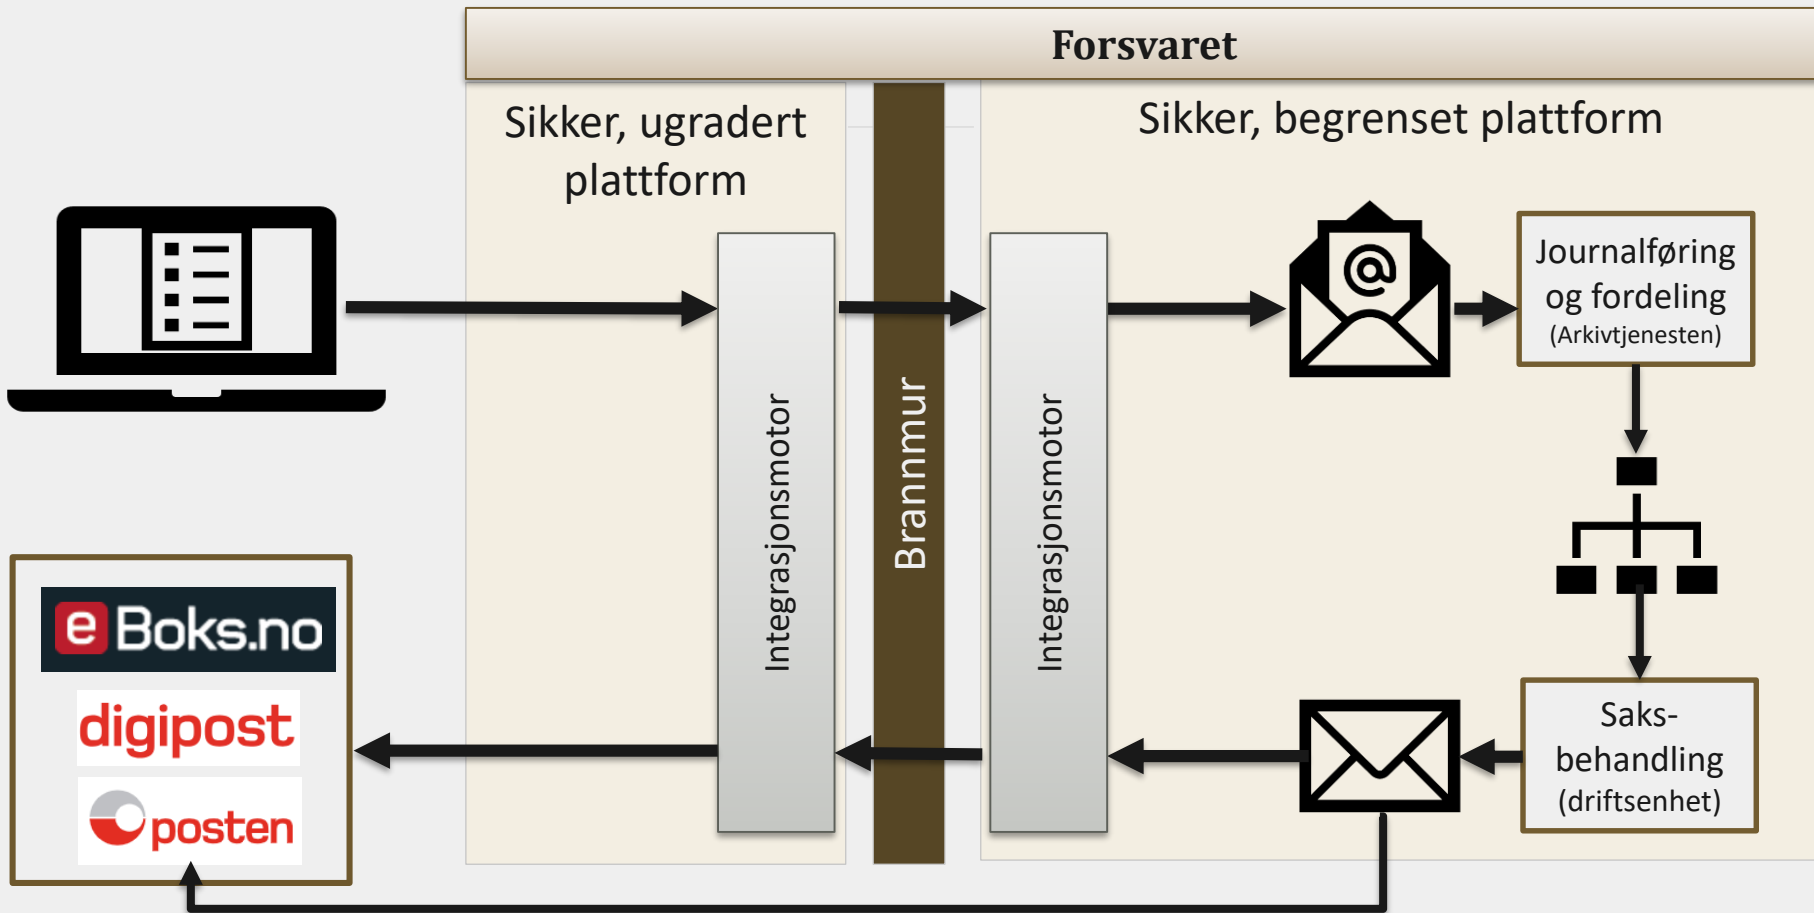 Forsvaret
Sikker, ugradert
plattform
Sikker, begrenset plattform
Integrasjonsmotor
Brannmur
Integrasjonsmotor
@
Journalføring
og fordeling
(Arkivtjenesten)
e Boks.no
digipost
posten
Saks-
behandling
(driftsenhet)